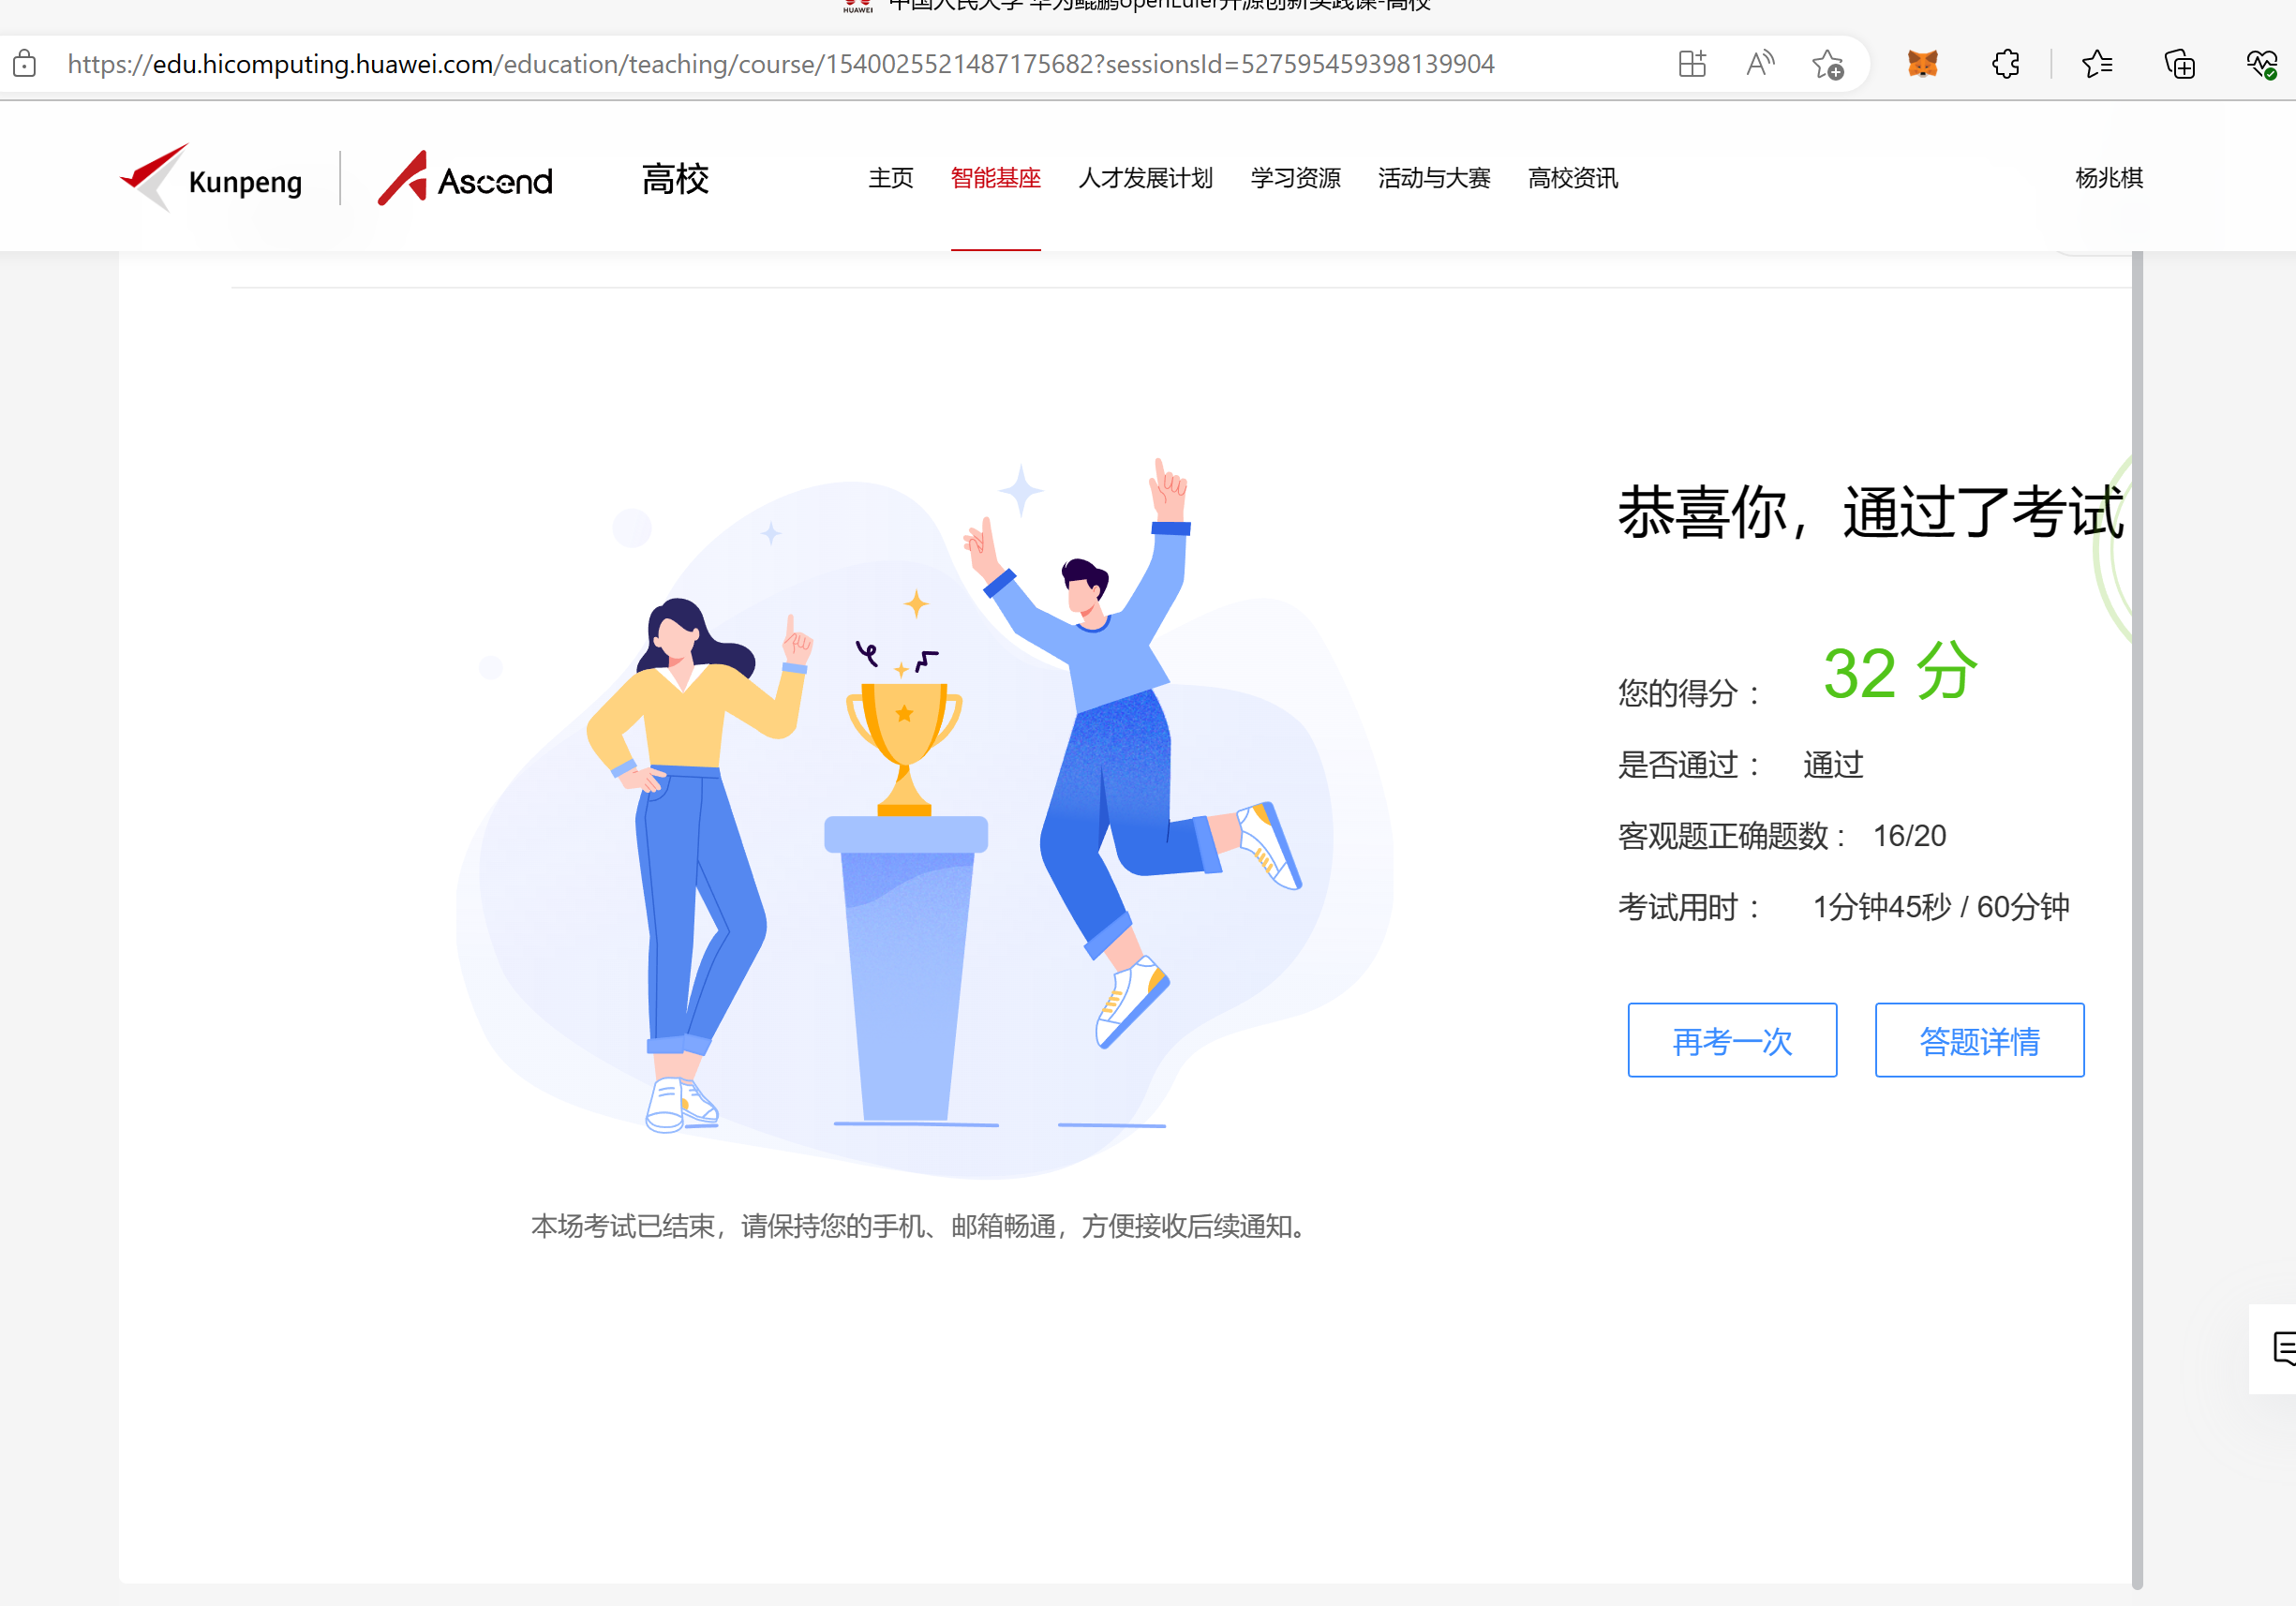 HUAWEI 中国人民大学 华为鲲鹏openEuler开源创新实践课-高校
https://edu.hicomputing.huawei.com/education/teaching/course/1540025521487175682?sessionsId=527595459398139904
Kunpeng Ascend 高校 主页 智能基座 人才发展计划 学习资源 活动与大赛 高校资讯 杨兆棋
恭喜你，通过了考试
您的得分： 32 分
是否通过： 通过
客观题正确题数： 16/20
考试用时： 1分钟45秒 / 60分钟
再考一次 答题详情
本场考试已结束，请保持您的手机、邮箱畅通，方便接收后续通知。